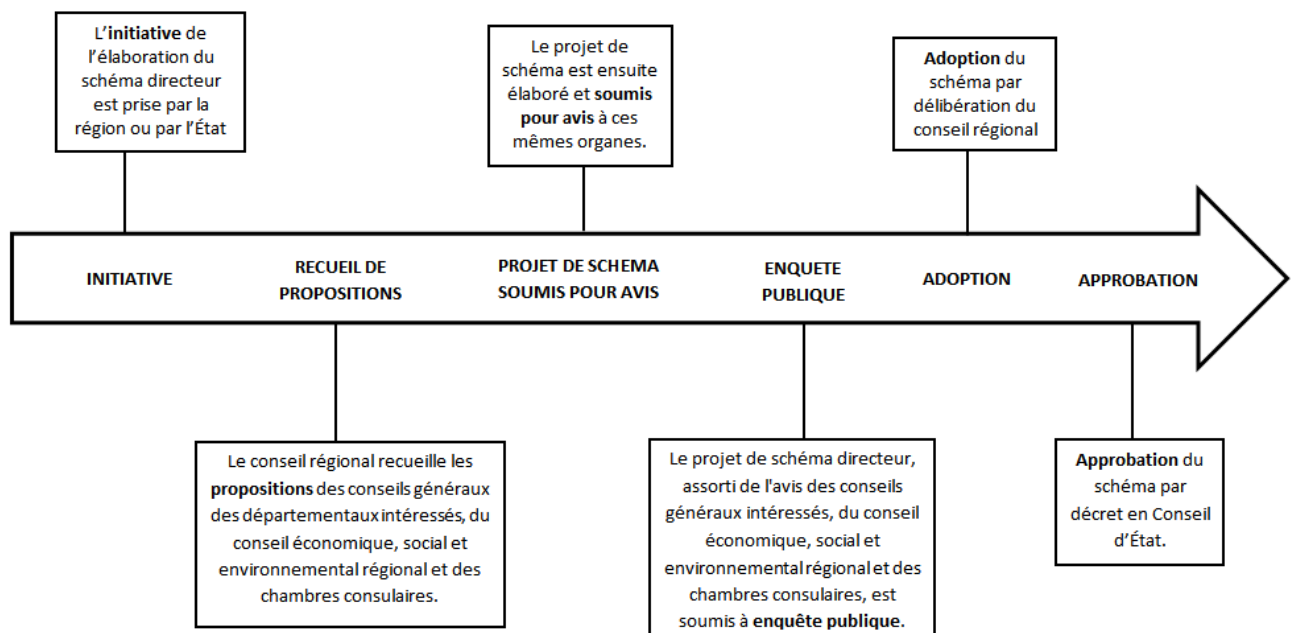 L'initiative de
l'élaboration du
schéma directeur
est prise par la
région ou par l'État
Le projet de
schéma est ensuite
élaboré et soumis
pour avis à ces
mêmes organes.
Adoption du
schéma par
délibération du
conseil régional
INITIATIVE
RECUEIL DE
PROPOSITIONS
PROJET DE SCHEMA
SOUMIS POUR AVIS
ENQUETE
PUBLIQUE
ADOPTION
APPROBATION
Le conseil régional recueille les
propositions des conseils généraux
des départementaux intéressés, du
conseil économique, social et
environnemental régional et des
chambres consulaires.
Le projet de schéma directeur,
assorti de l'avis des conseils
généraux intéressés, du conseil
économique, social et
environnemental régional et des
chambres consulaires, est
soumis à enquête publique.
Approbation du
schéma par
décret en Conseil
d'État.